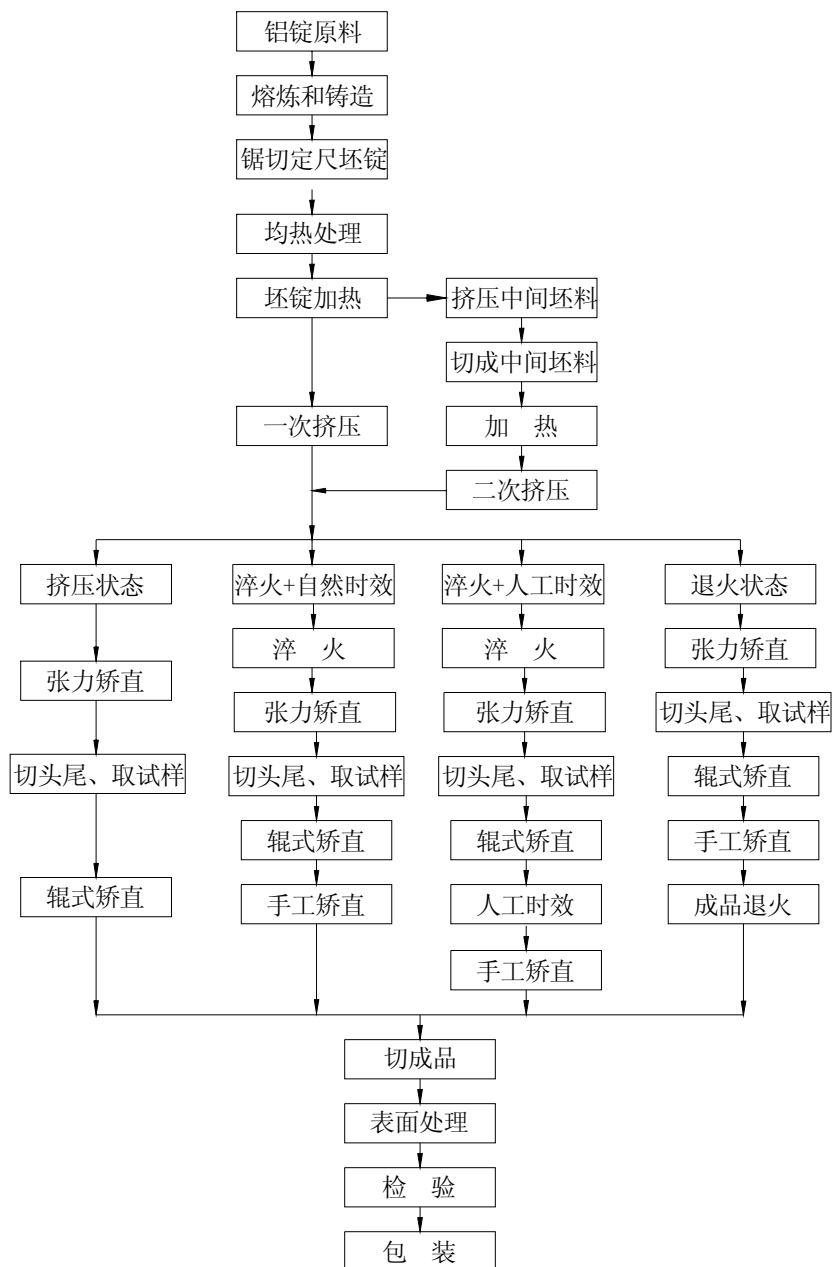 铝锭原料
熔炼和铸造
锯切定尺坯锭
均热处理
坯锭加热
挤压中间坯料
切成中间坯料
一次挤压
加 热
二次挤压
挤压状态
淬火+自然时效
淬火+人工时效
退火状态
淬 火
淬 火
张力矫直
张力矫直
张力矫直
张力矫直
切头尾、取试样
切头尾、取试样
切头尾、取试样
切头尾、取试样
辊式矫直
辊式矫直
辊式矫直
手工矫直
辊式矫直
手工矫直
人工时效
成品退火
手工矫直
切成品
表面处理
检 验
包 装